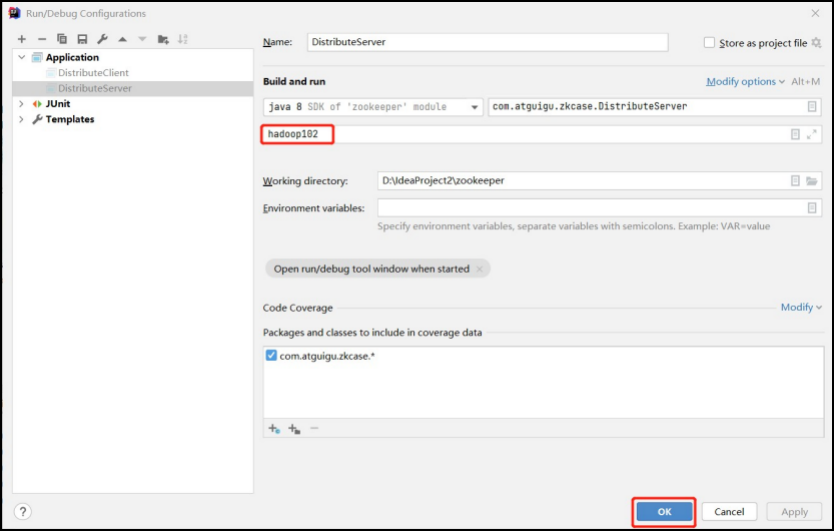 Run/Debug Configurations
Application
DistributeClient
DistributeServer
JUnit
Templates
Name: DistributeServer
Store as project file
Build and run
Modify options Alt+M
java 8 SDK of 'zookeeper' module
com.atguigu.zkcase.DistributeServer
hadoop102
Working directory: D:\IdeaProject2\zookeeper
Environment variables:
Specify environment variables, separate variables with semicolons. Example: VAR=value
Open run/debug tool window when started
Code Coverage
Modify
Packages and classes to include in coverage data
com.atguigu.zkcase.*
?
OK
Cancel
Apply